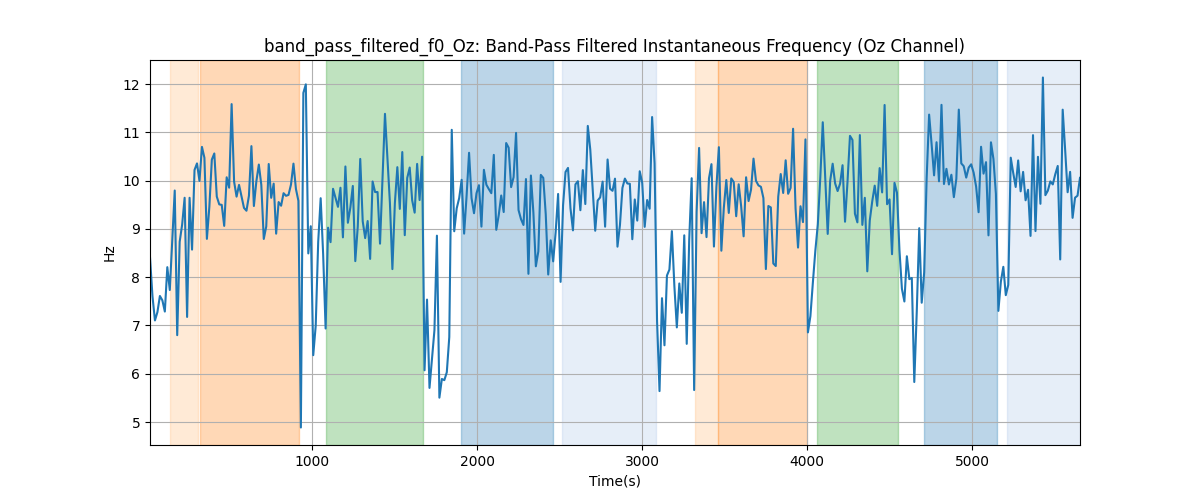 band_pass_filtered_f0_Oz: Band-Pass Filtered Instantaneous Frequency (Oz Channel)
12
11
10
9
8
7
6
5
Hz
1000 2000 3000 4000 5000
Time(s)